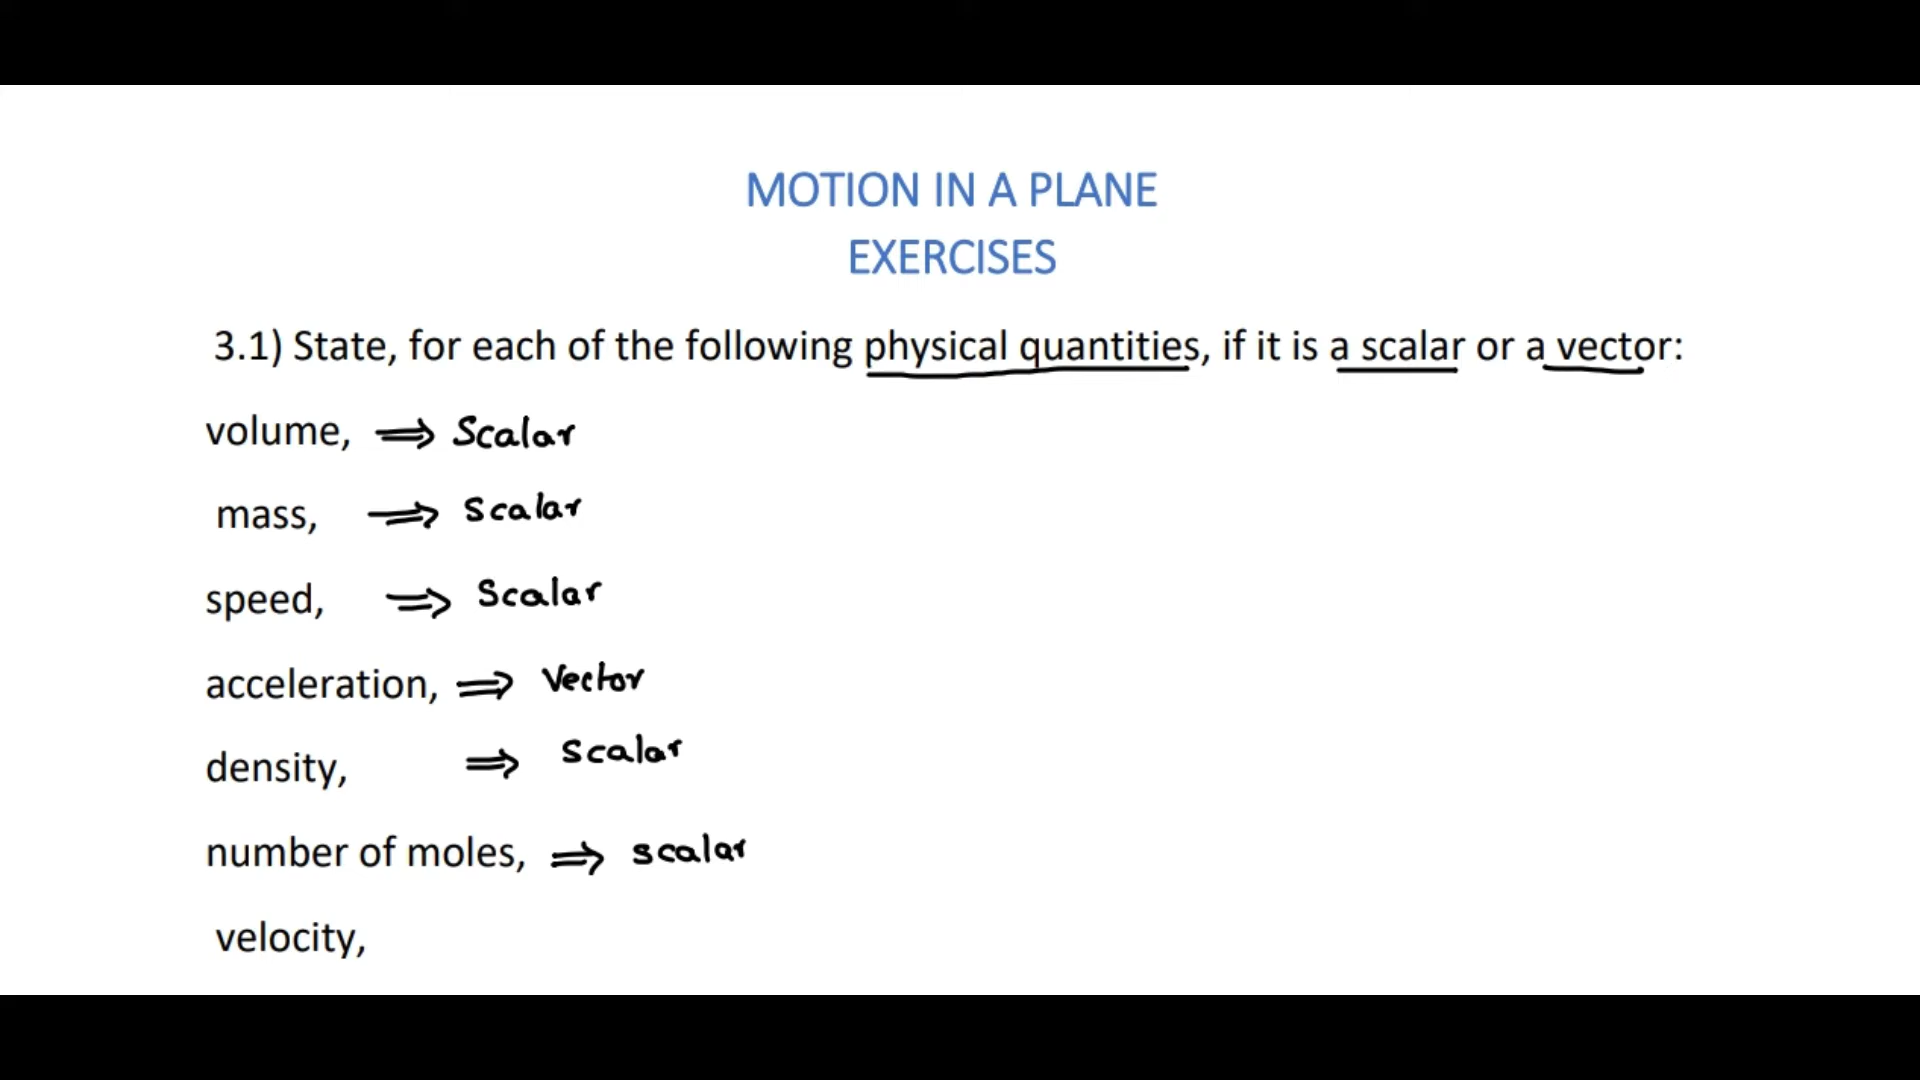 MOTION IN A PLANE
EXERCISES
3.1) State, for each of the following physical quantities, if it is a scalar or a vector:
volume, ⟹ Scalar
mass, ⟹ Scalar
speed, ⟹ Scalar
acceleration, ⟹ Vector
density, ⟹ Scalar
number of moles, ⟹ scalar
velocity,